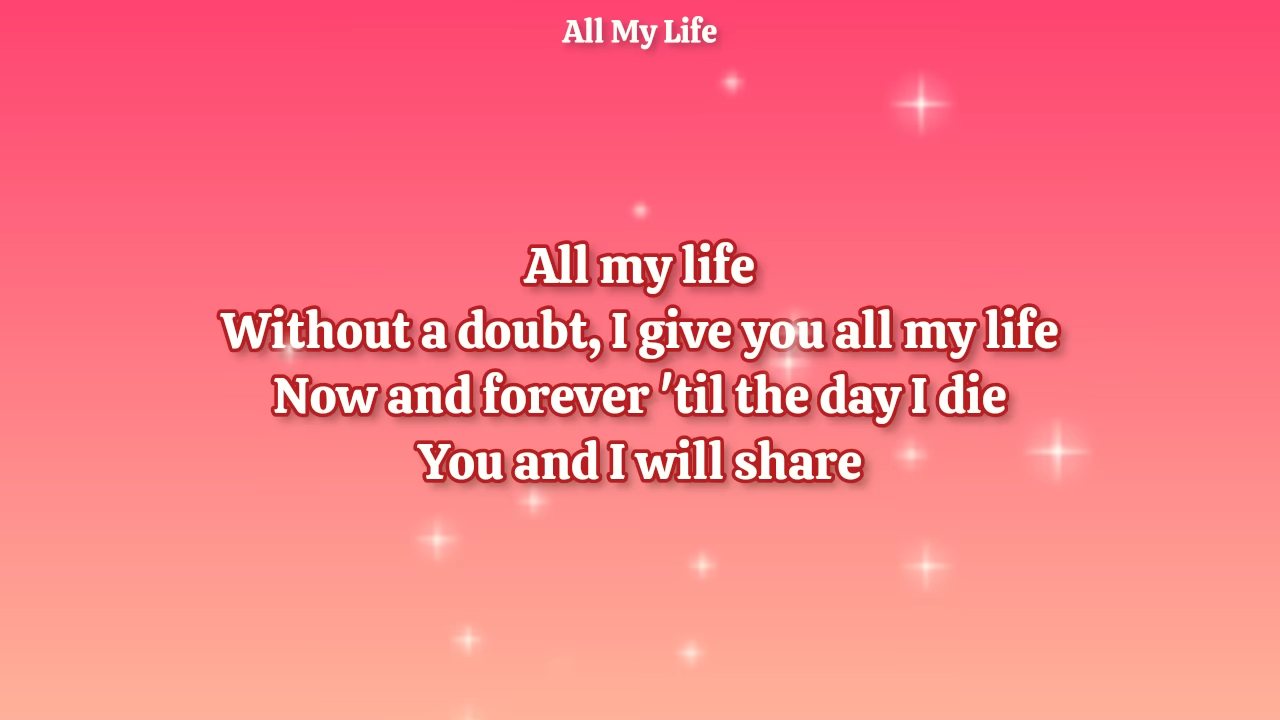 All My Life
All my life
Without a doubt, I give you all my life
Now and forever 'til the day I die
You and I will share